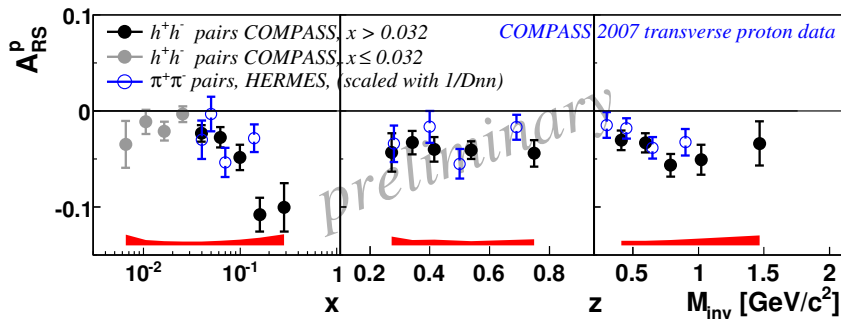 0.1
0
-0.1
A^p_RS
h⁺h⁻ pairs COMPASS, x > 0.032
h⁺h⁻ pairs COMPASS, x ≤ 0.032
π⁺π⁻ pairs, HERMES, (scaled with 1/Dnn)
COMPASS 2007 transverse proton data
preliminary
10⁻² 10⁻¹ 1 0.2 0.4 0.6 0.8 0.5 1 1.5 2
x z M_inv [GeV/c²]